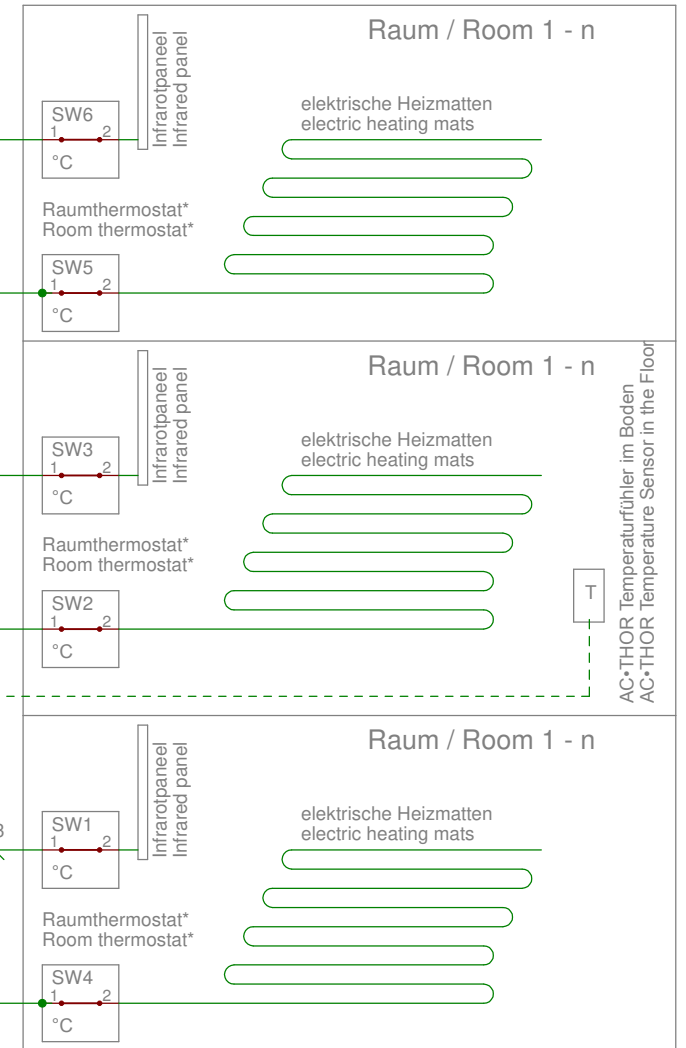 Raum / Room 1 - n
Infrarotpaneel
Infrared panel
elektrische Heizmatten
electric heating mats
SW6
1 2
°C
Raumthermostat*
Room thermostat*
SW5
1 2
°C
Raum / Room 1 - n
Infrarotpaneel
Infrared panel
elektrische Heizmatten
electric heating mats
SW3
1 2
°C
Raumthermostat*
Room thermostat*
SW2
1 2
°C
T
AC•THOR Temperaturfühler im Boden
AC•THOR Temperature Sensor in the Floor
Raum / Room 1 - n
Infrarotpaneel
Infrared panel
elektrische Heizmatten
electric heating mats
SW1
1 2
°C
Raumthermostat*
Room thermostat*
SW4
1 2
°C